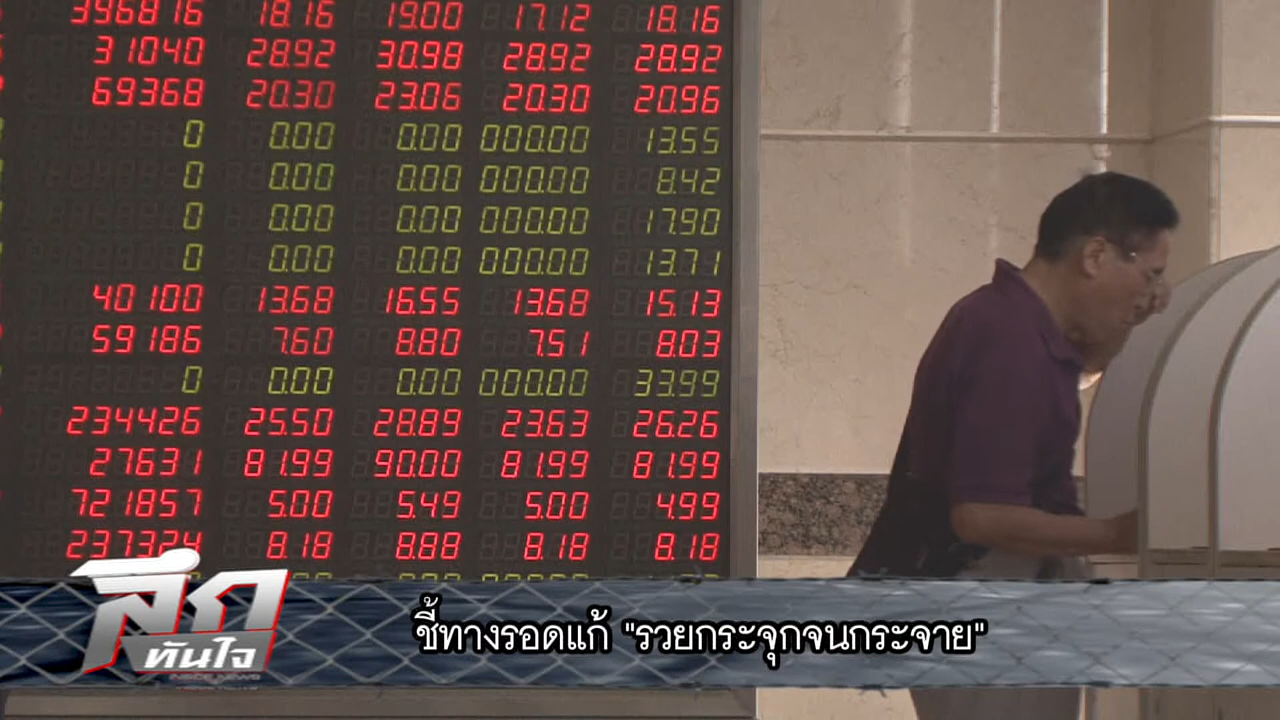 396816 18.16 19.00 17.12 18.16
31040 28.92 30.98 28.92 28.92
69368 20.30 23.06 20.30 20.96
0 0.00 0.00 000.00 13.55
0 0.00 0.00 000.00 8.42
0 0.00 0.00 000.00 17.90
0 0.00 0.00 000.00 13.71
40100 13.68 16.55 13.68 15.13
59186 7.60 8.80 7.51 8.03
0 0.00 0.00 000.00 33.99
234426 25.50 28.89 23.63 26.26
27631 81.99 90.00 81.99 81.99
721857 5.00 5.49 5.00 4.99
237324 8.18 8.88 8.18 8.18
ลึก
ทันใจ
ชี้ทางรอดแก้ "รวยกระจุกจนกระจาย"